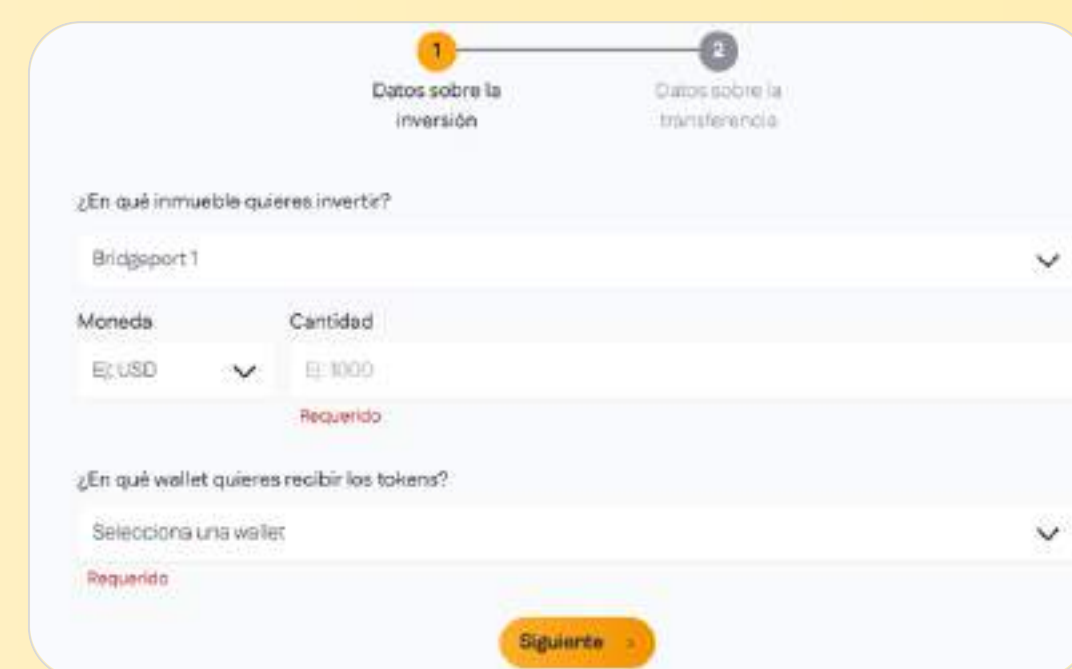 1
2
Datos sobre la
inversión
Datos sobre la
transferencia
¿En qué inmueble quieres invertir?
Bridgeport 1
Moneda
Cantidad
Ej: USD
Ej: 1000
Requerido
¿En qué wallet quieres recibir los tokens?
Selecciona una wallet
Requerido
Siguiente >